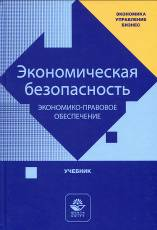 ЭКОНОМИКА
УПРАВЛЕНИЕ
БИЗНЕС
Экономическая
безопасность
ЭКОНОМИКО-ПРАВОВОЕ
ОБЕСПЕЧЕНИЕ
УЧЕБНИК